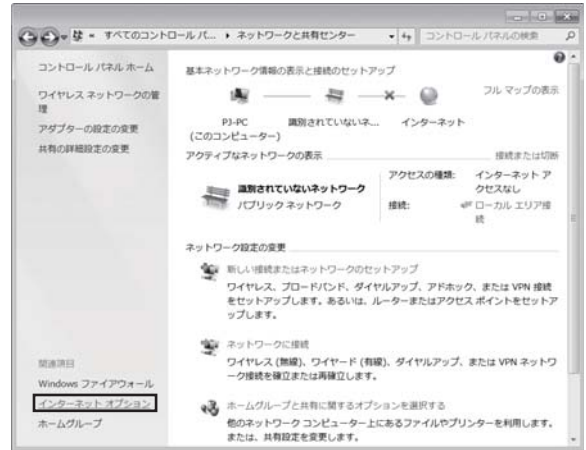 すべてのコントロール パ... ▸ ネットワークと共有センター
コントロール パネルの検索
コントロール パネル ホーム
ワイヤレス ネットワークの管
理
アダプターの設定の変更
共有の詳細設定の変更
関連項目
Windows ファイアウォール
インターネット オプション
ホームグループ
基本ネットワーク情報の表示と接続のセットアップ
フル マップの表示
PJ-PC
(このコンピューター)
識別されていないネ...
インターネット
アクティブなネットワークの表示
接続または切断
識別されていないネットワーク
パブリック ネットワーク
アクセスの種類:
インターネット ア
クセスなし
接続:
ローカル エリア接
続
ネットワーク設定の変更
新しい接続またはネットワークのセットアップ
ワイヤレス、ブロードバンド、ダイヤルアップ、アドホック、または VPN 接続
をセットアップします。あるいは、ルーターまたはアクセス ポイントをセットア
ップします。
ネットワークに接続
ワイヤレス (無線)、ワイヤード (有線)、ダイヤルアップ、または VPN ネットワ
ーク接続を確立または再確立します。
ホームグループと共有に関するオプションを選択する
他のネットワーク コンピューター上にあるファイルやプリンターを利用します。
または、共有設定を変更します。